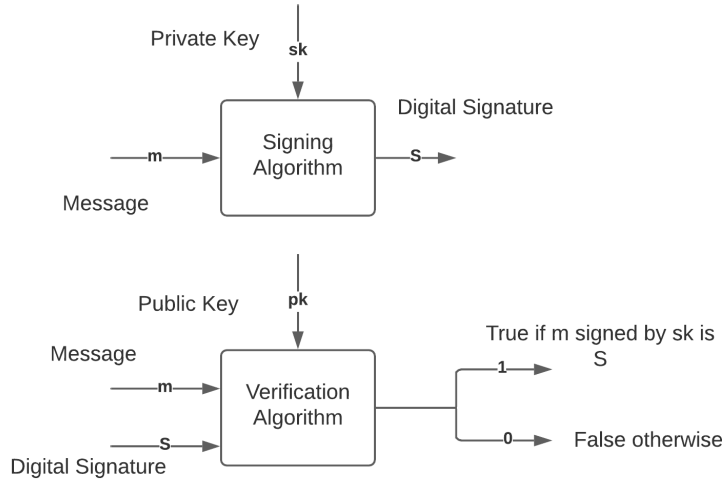 Private Key
sk
Digital Signature
Signing
Algorithm
m
S
Message
Public Key
pk
True if m signed by sk is
S
Message
1
m
Verification
Algorithm
S
0
False otherwise
Digital Signature